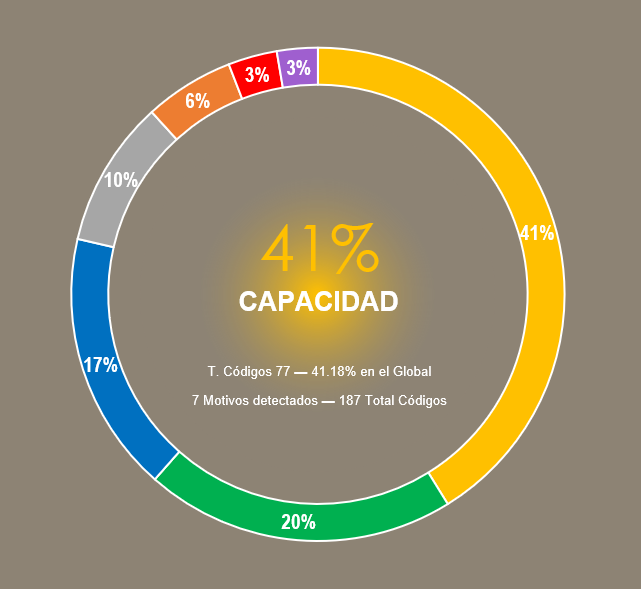 3%
3%
6%
10%
41%
41%
CAPACIDAD
17%
T. Códigos 77 — 41.18% en el Global
7 Motivos detectados — 187 Total Códigos
20%